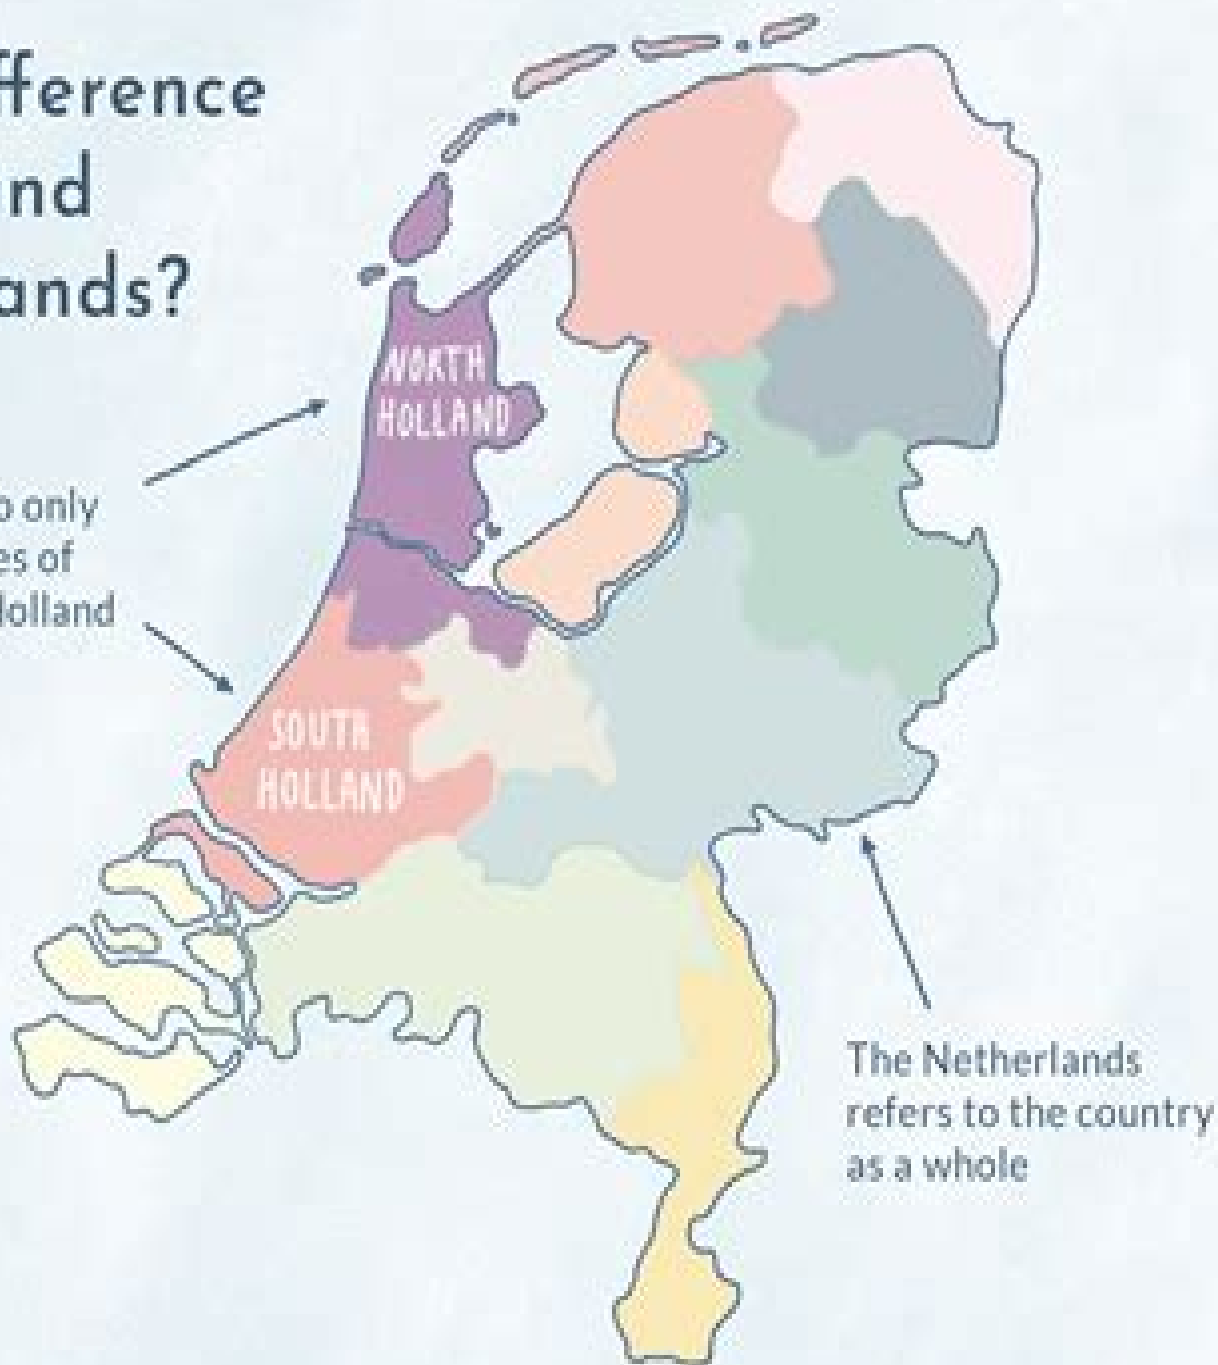 fference
nd
ands?
NORTH
HOLLAND
o only
es of
Holland
SOUTH
HOLLAND
The Netherlands
refers to the country
as a whole